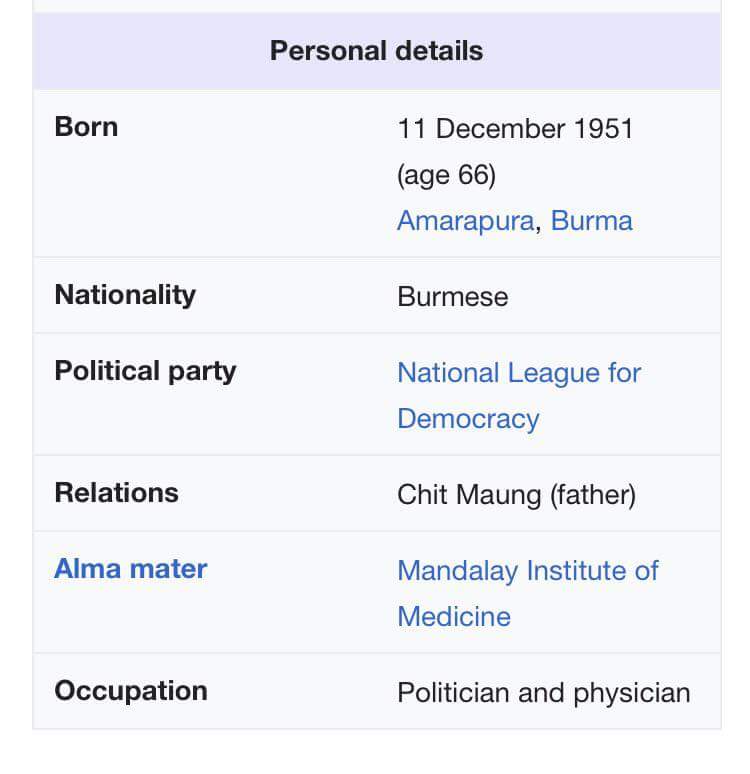 Personal details
Born
11 December 1951
(age 66)
Amarapura, Burma
Nationality
Burmese
Political party
National League for
Democracy
Relations
Chit Maung (father)
Alma mater
Mandalay Institute of
Medicine
Occupation
Politician and physician